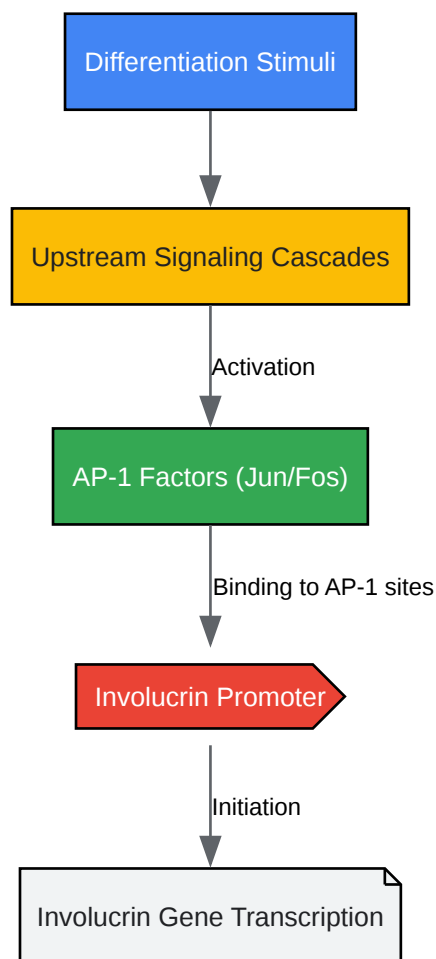 Differentiation Stimuli
Upstream Signaling Cascades
Activation
AP-1 Factors (Jun/Fos)
Binding to AP-1 sites
Involucrin Promoter
Initiation
Involucrin Gene Transcription